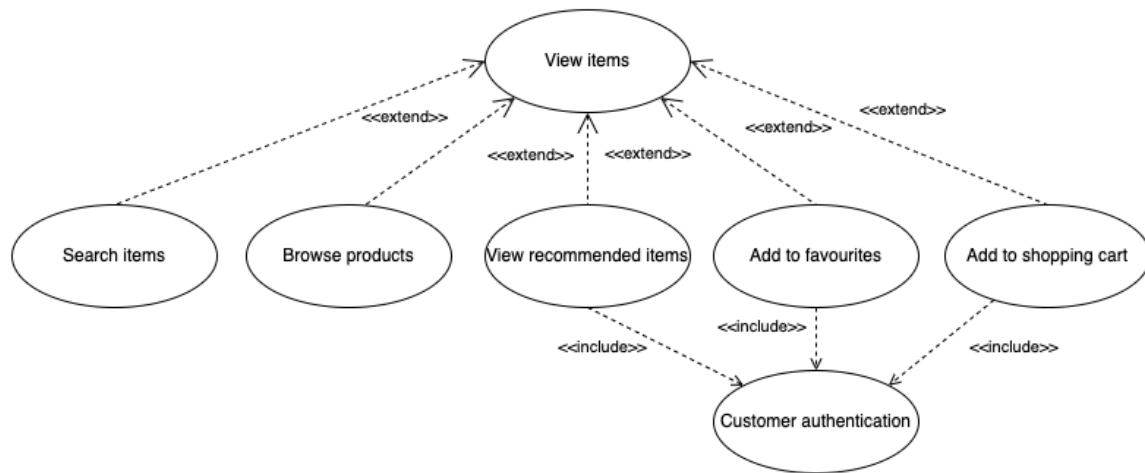 View items
<<extend>>
<<extend>>
<<extend>>
<<extend>>
<<extend>>
Search items
Browse products
View recommended items
Add to favourites
Add to shopping cart
<<include>>
<<include>>
<<include>>
Customer authentication